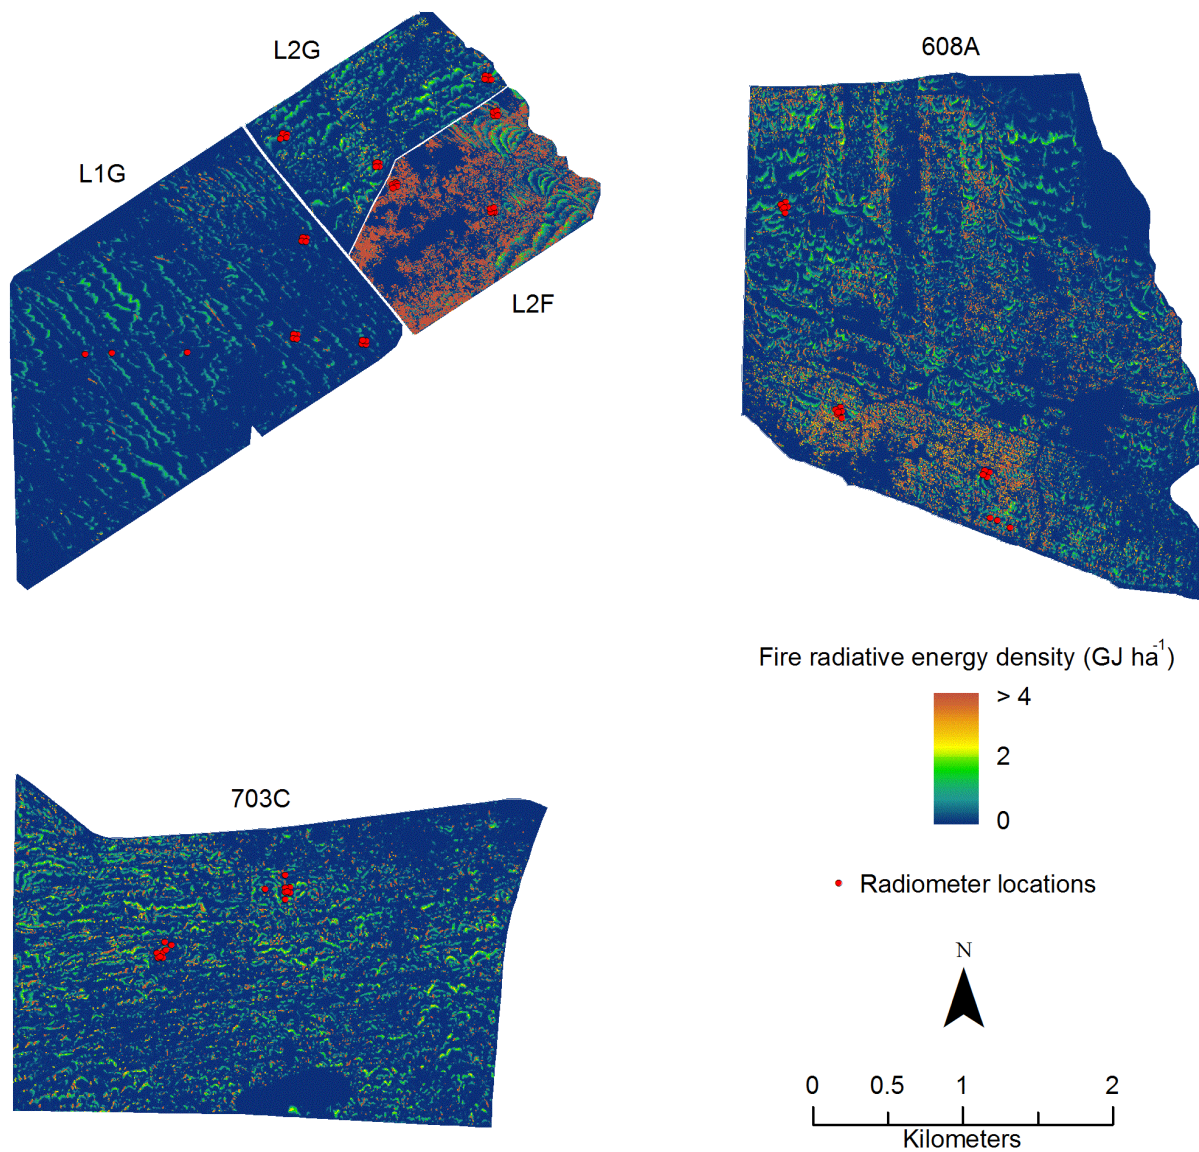 L2G
608A
L1G
L2F
Fire radiative energy density (GJ ha-1)
> 4
2
0
703C
Radiometer locations
N
0 0.5 1 2
Kilometers